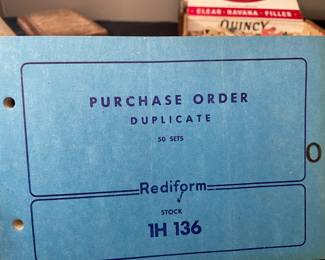 CLEAR - HAVANA - FILLER
QUINCY
PURCHASE ORDER
DUPLICATE
50 SETS
Rediform
STOCK
1H 136